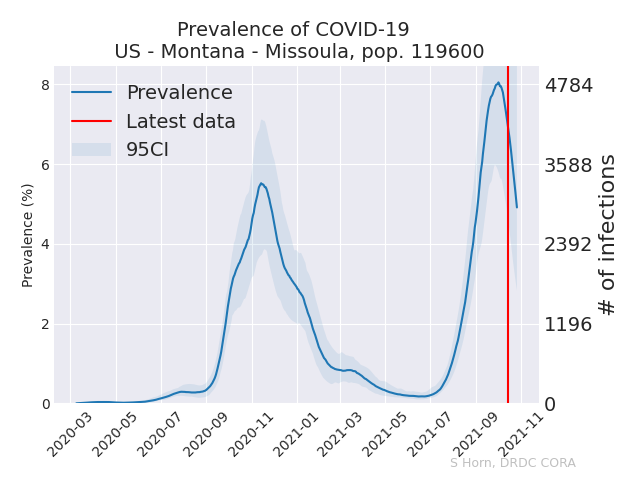 Prevalence of COVID-19
US - Montana - Missoula, pop. 119600
Prevalence
Latest data
95CI
Prevalence (%)
8
6
4
2
0
4784
3588
2392
1196
0
# of infections
2020-03
2020-05
2020-07
2020-09
2020-11
2021-01
2021-03
2021-05
2021-07
2021-09
2021-11
S Horn, DRDC CORA